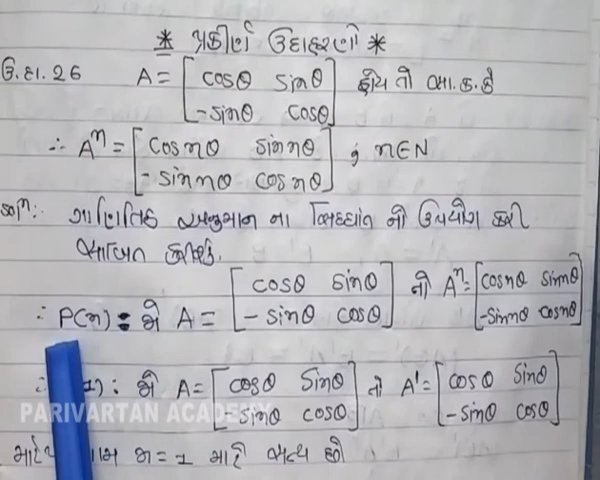 * પ્રકીર્ણ ઉદાહરણો *
ઉ.દા.26 A = [cosθ sinθ -sinθ cosθ] હોય તો સા.ક.કે
∴ Aⁿ = [cos nθ sin nθ -sin nθ cos nθ] ; n∈N
ગાણિતિક અનુમાન ના સિદ્ધાંત નો ઉપયોગ કરી
સાબિત કરીશું.
∴ P(n) : જો A = [cosθ sinθ -sinθ cosθ] તો Aⁿ = [cosnθ sinnθ -sinnθ cosnθ]
∴ 1) : જો A = [cosθ sinθ -sinθ cosθ] તો A¹ = [cosθ sinθ -sinθ cosθ]
PARIVARTAN ACADEMY
n = 1 માટે સત્ય છે